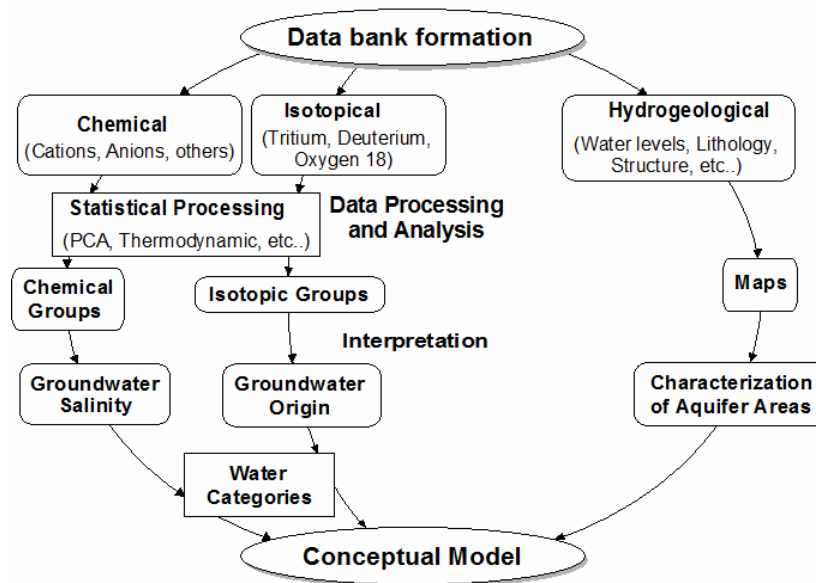 Data bank formation
Chemical
(Cations, Anions, others)
Isotopical
(Tritium, Deuterium,
Oxygen 18)
Hydrogeological
(Water levels, Lithology,
Structure, etc..)
Statistical Processing
(PCA, Thermodynamic, etc..)
Data Processing
and Analysis
Chemical
Groups
Isotopic Groups
Maps
Interpretation
Groundwater
Salinity
Groundwater
Origin
Characterization
of Aquifer Areas
Water
Categories
Conceptual Model